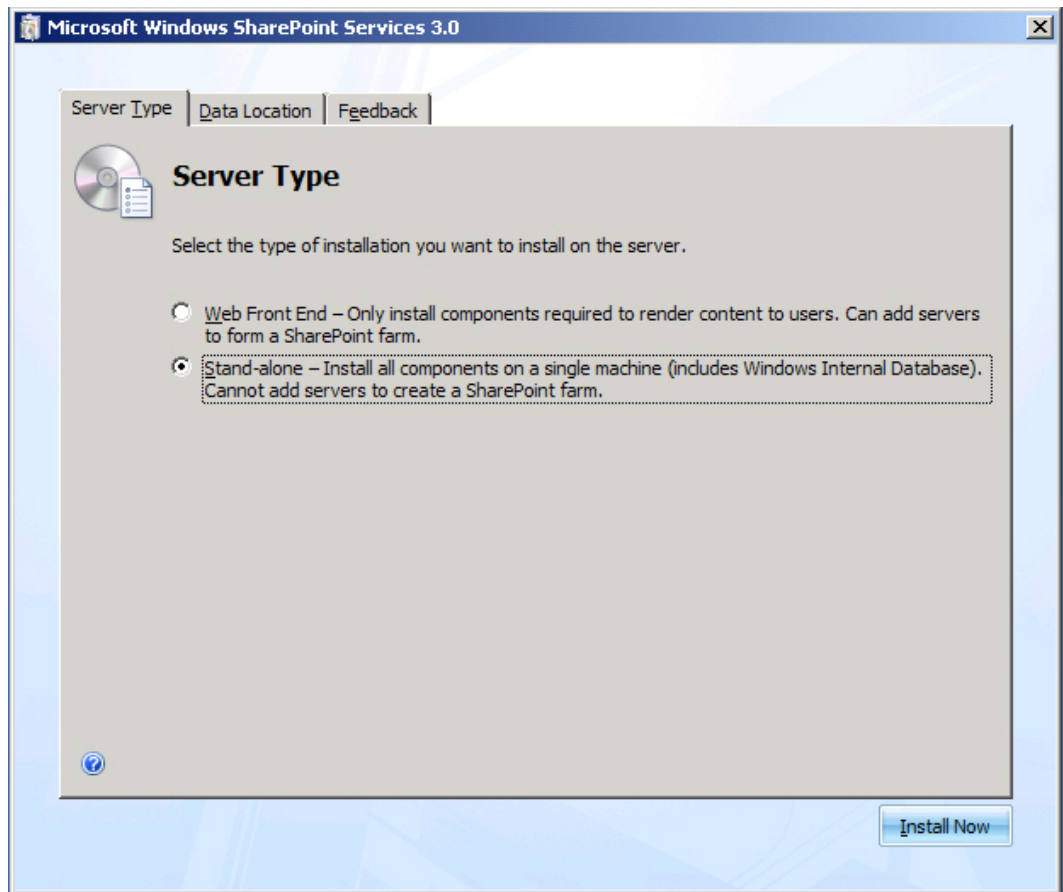 Microsoft Windows SharePoint Services 3.0
Server Type
Data Location
Feedback
Server Type
Select the type of installation you want to install on the server.
Web Front End – Only install components required to render content to users. Can add servers
to form a SharePoint farm.
Stand-alone – Install all components on a single machine (includes Windows Internal Database).
Cannot add servers to create a SharePoint farm.
Install Now